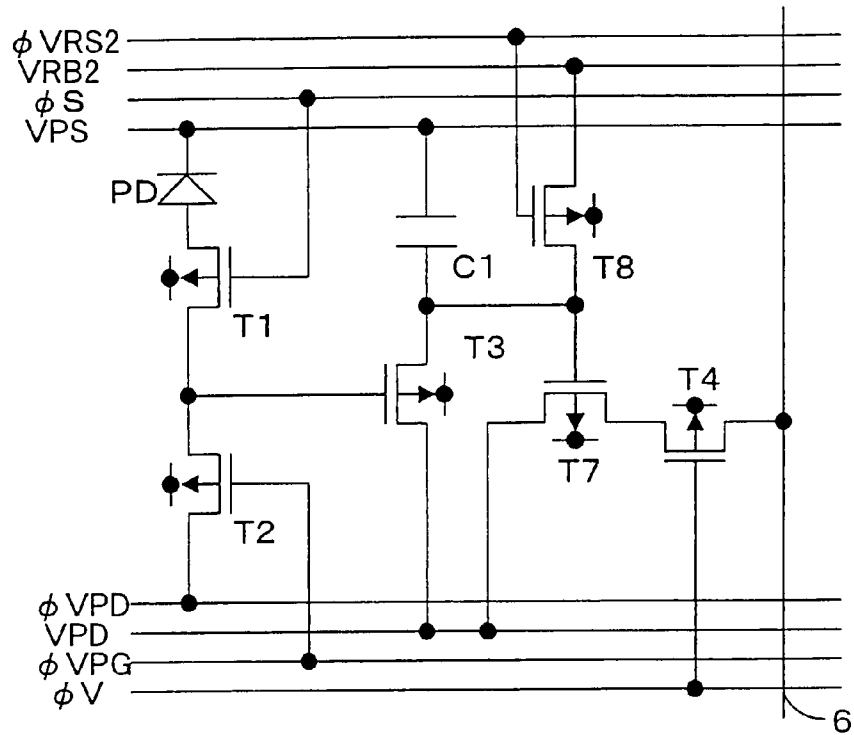 φVRS2
VRB2
φS
VPS
PD
C1
T8
T1
T3
T4
T7
T2
φVPD
VPD
φVPG
φV
6